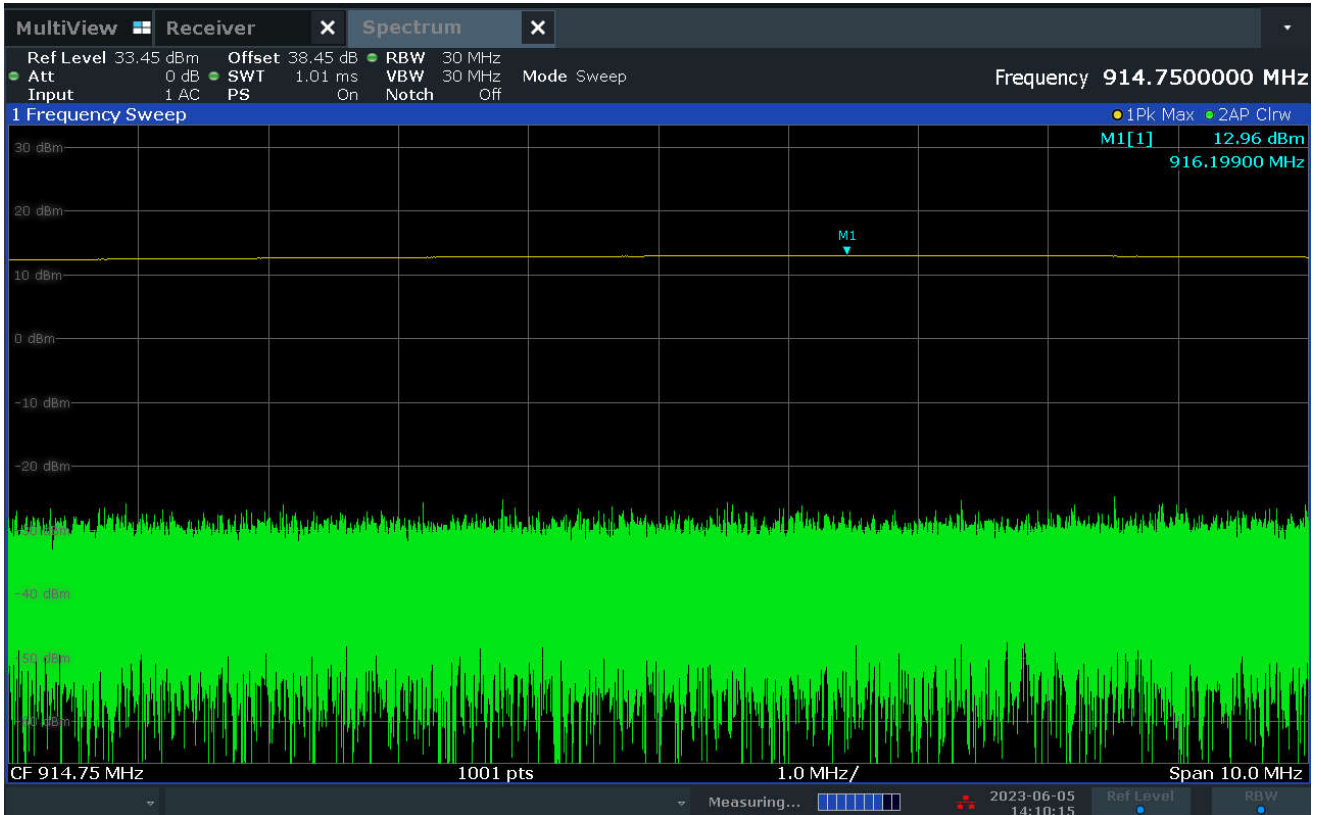 MultiView Receiver X Spectrum X
Ref Level 33.45 dBm Offset 38.45 dB RBW 30 MHz
Att 0 dB SWT 1.01 ms VBW 30 MHz Mode Sweep Frequency 914.7500000 MHz
Input 1 AC PS On Notch Off
1 Frequency Sweep 1Pk Max 2AP Clrw
M1[1] 12.96 dBm
30 dBm
916.19900 MHz
20 dBm
M1
10 dBm
0 dBm
-10 dBm
-20 dBm
-40 dBm
-50 dBm
CF 914.75 MHz 1001 pts 1.0 MHz/ Span 10.0 MHz
Measuring... 2023-06-05 Ref Level RBW
14:10:15